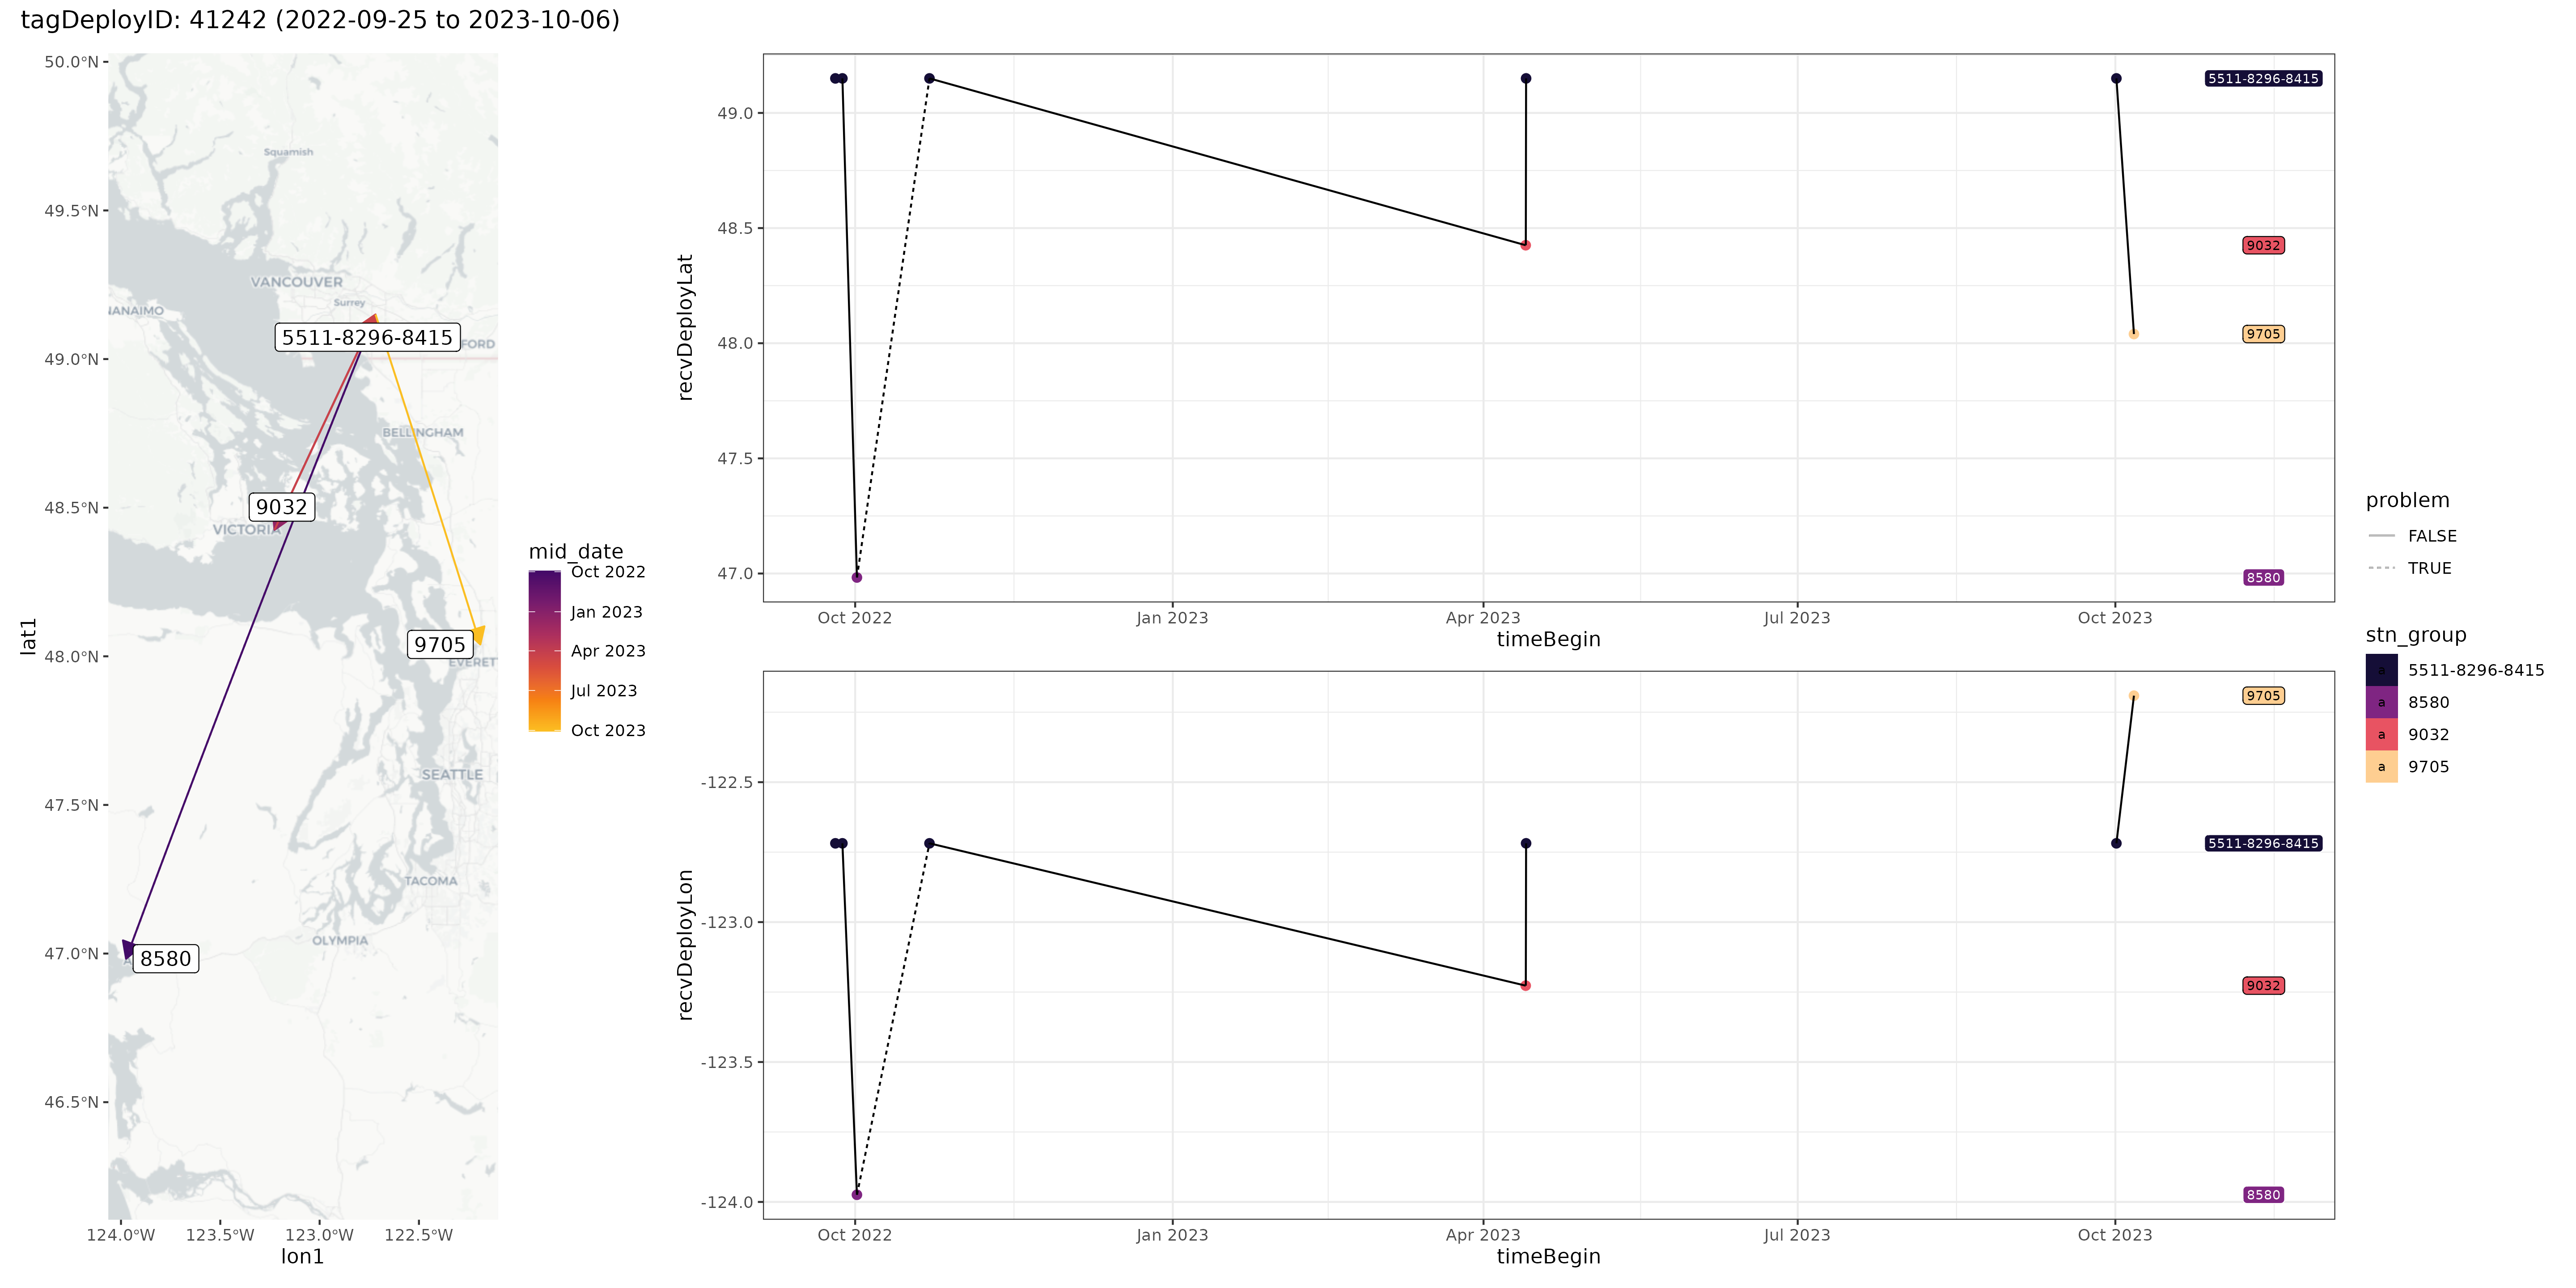 tagDeployID: 41242 (2022-09-25 to 2023-10-06)
50.0°N
49.5°N
49.0°N
48.5°N
48.0°N
47.5°N
47.0°N
46.5°N
lat1
124.0°W
123.5°W
123.0°W
122.5°W
lon1
Squamish
VANCOUVER
Surrey
NANAIMO
5511-8296-8415
FORD
BELLINGHAM
9032
VICTORIA
9705
EVERET
SEATTLE
TACOMA
OLYMPIA
8580
mid_date
Oct 2022
Jan 2023
Apr 2023
Jul 2023
Oct 2023
recvDeployLat
49.0
48.5
48.0
47.5
47.0
5511-8296-8415
9032
9705
8580
Oct 2022
Jan 2023
Apr 2023
Jul 2023
Oct 2023
timeBegin
recvDeployLon
-122.5
-123.0
-123.5
-124.0
9705
5511-8296-8415
9032
8580
Oct 2022
Jan 2023
Apr 2023
Jul 2023
Oct 2023
timeBegin
problem
FALSE
TRUE
stn_group
a 5511-8296-8415
a 8580
a 9032
a 9705